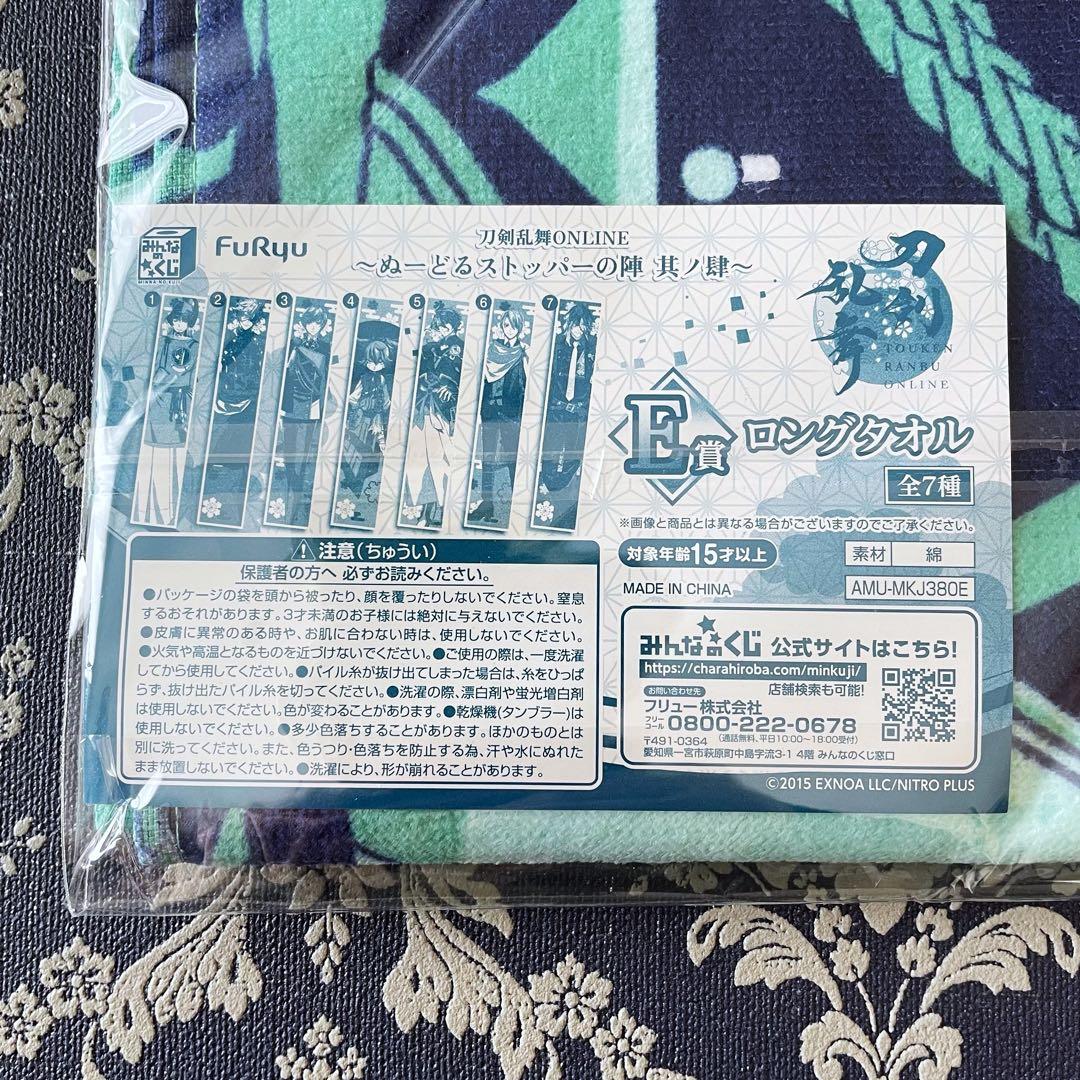 みんなのくじ
MINNA NO KUJI
FuRyu
刀剣乱舞ONLINE
〜ぬーどるストッパーの陣 其ノ肆〜
1 2 3 4 5 6 7
刀剣乱舞
TOUKEN
RANBU
ONLINE
E賞 ロングタオル
全7種
※画像と商品とは異なる場合がございますのでご了承ください。
対象年齢15才以上
素材 綿
MADE IN CHINA
AMU-MKJ380E
⚠ 注意(ちゅうい)
保護者の方へ 必ずお読みください。
●パッケージの袋を頭から被ったり、顔を覆ったりしないでください。窒息
するおそれがあります。3才未満のお子様には絶対に与えないでください。
●皮膚に異常のある時や、お肌に合わない時は、使用しないでください。
●火気や高温となるものを近づけないでください。●ご使用の際は、一度洗濯
してから使用してください。●パイル糸が抜け出てしまった場合は、糸をひっぱ
らず、抜け出たパイル糸を切ってください。●洗濯の際、漂白剤や蛍光増白剤
は使用しないでください。色が変わることがあります。●乾燥機(タンブラー)は
使用しないでください。●多少色落ちすることがあります。ほかのものとは
別に洗ってください。また、色うつり・色落ちを防止する為、汗や水にぬれた
まま放置しないでください。●洗濯により、形が崩れることがあります。
みんなのくじ 公式サイトはこちら!
https://charahiroba.com/minkuji/
店舗検索も可能!
お問い合わせ先
フリュー株式会社
フリーコール 0800-222-0678
〒491-0364 (通話無料、平日10:00〜18:00受付)
愛知県一宮市萩原町中島字流3-1 4階 みんなのくじ窓口
©2015 EXNOA LLC/NITRO PLUS